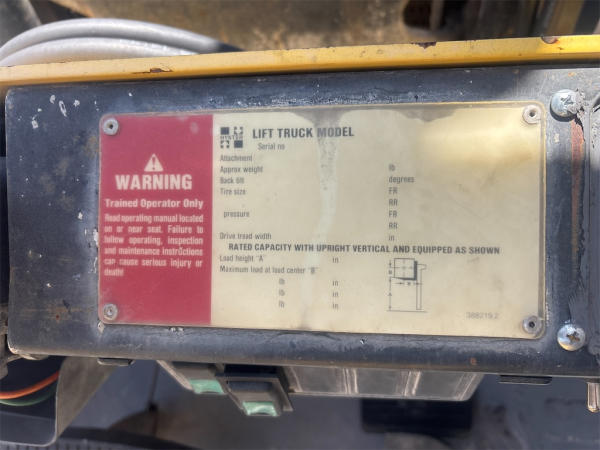 WARNING
Trained Operator Only
Read operating manual located
on or near seat. Failure to
follow operating, inspection
and maintenance instructions
can cause serious injury or
death!
HYSTER
LIFT TRUCK MODEL
Serial no
Attachment
Approx weight lb
Back tilt degrees
Tire size FR
RR
pressure FR
RR
Drive tread width in
RATED CAPACITY WITH UPRIGHT VERTICAL AND EQUIPPED AS SHOWN
Load height "A" in
Maximum load at load center "B"
lb in
lb in
lb in
B
B
A
388219 2